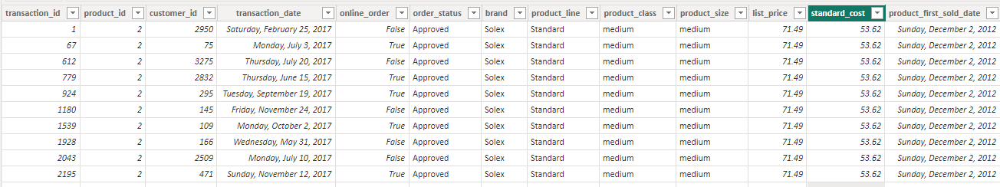 transaction_id product_id customer_id transaction_date online_order order_status brand product_line product_class product_size list_price standard_cost product_first_sold_date
1 2 2950 Saturday, February 25, 2017 False Approved Solex Standard medium medium 71.49 53.62 Sunday, December 2, 2012
67 2 75 Monday, July 3, 2017 True Approved Solex Standard medium medium 71.49 53.62 Sunday, December 2, 2012
612 2 3275 Thursday, July 20, 2017 False Approved Solex Standard medium medium 71.49 53.62 Sunday, December 2, 2012
779 2 2832 Thursday, June 15, 2017 True Approved Solex Standard medium medium 71.49 53.62 Sunday, December 2, 2012
924 2 295 Tuesday, September 19, 2017 True Approved Solex Standard medium medium 71.49 53.62 Sunday, December 2, 2012
1180 2 145 Friday, November 24, 2017 False Approved Solex Standard medium medium 71.49 53.62 Sunday, December 2, 2012
1539 2 109 Monday, October 2, 2017 True Approved Solex Standard medium medium 71.49 53.62 Sunday, December 2, 2012
1928 2 166 Wednesday, May 31, 2017 False Approved Solex Standard medium medium 71.49 53.62 Sunday, December 2, 2012
2043 2 2509 Monday, July 10, 2017 False Approved Solex Standard medium medium 71.49 53.62 Sunday, December 2, 2012
2195 2 471 Sunday, November 12, 2017 True Approved Solex Standard medium medium 71.49 53.62 Sunday, December 2, 2012